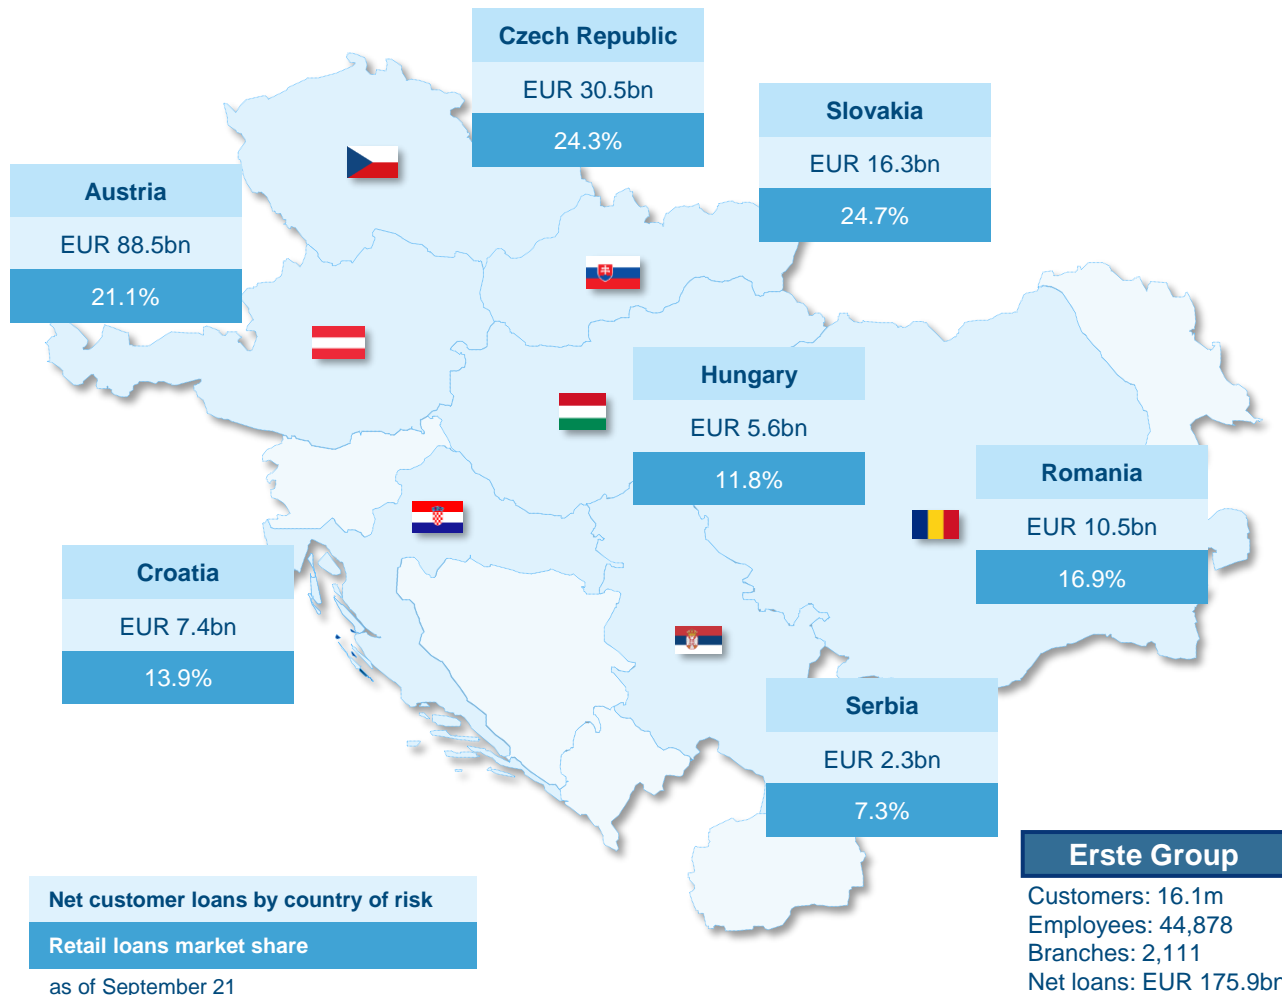 Czech Republic
EUR 30.5bn
24.3%
Slovakia
EUR 16.3bn
24.7%
Austria
EUR 88.5bn
21.1%
Hungary
EUR 5.6bn
11.8%
Romania
EUR 10.5bn
16.9%
Croatia
EUR 7.4bn
13.9%
Serbia
EUR 2.3bn
7.3%
Erste Group
Customers: 16.1m
Employees: 44,878
Branches: 2,111
Net loans: EUR 175.9bn
Net customer loans by country of risk
Retail loans market share
as of September 21